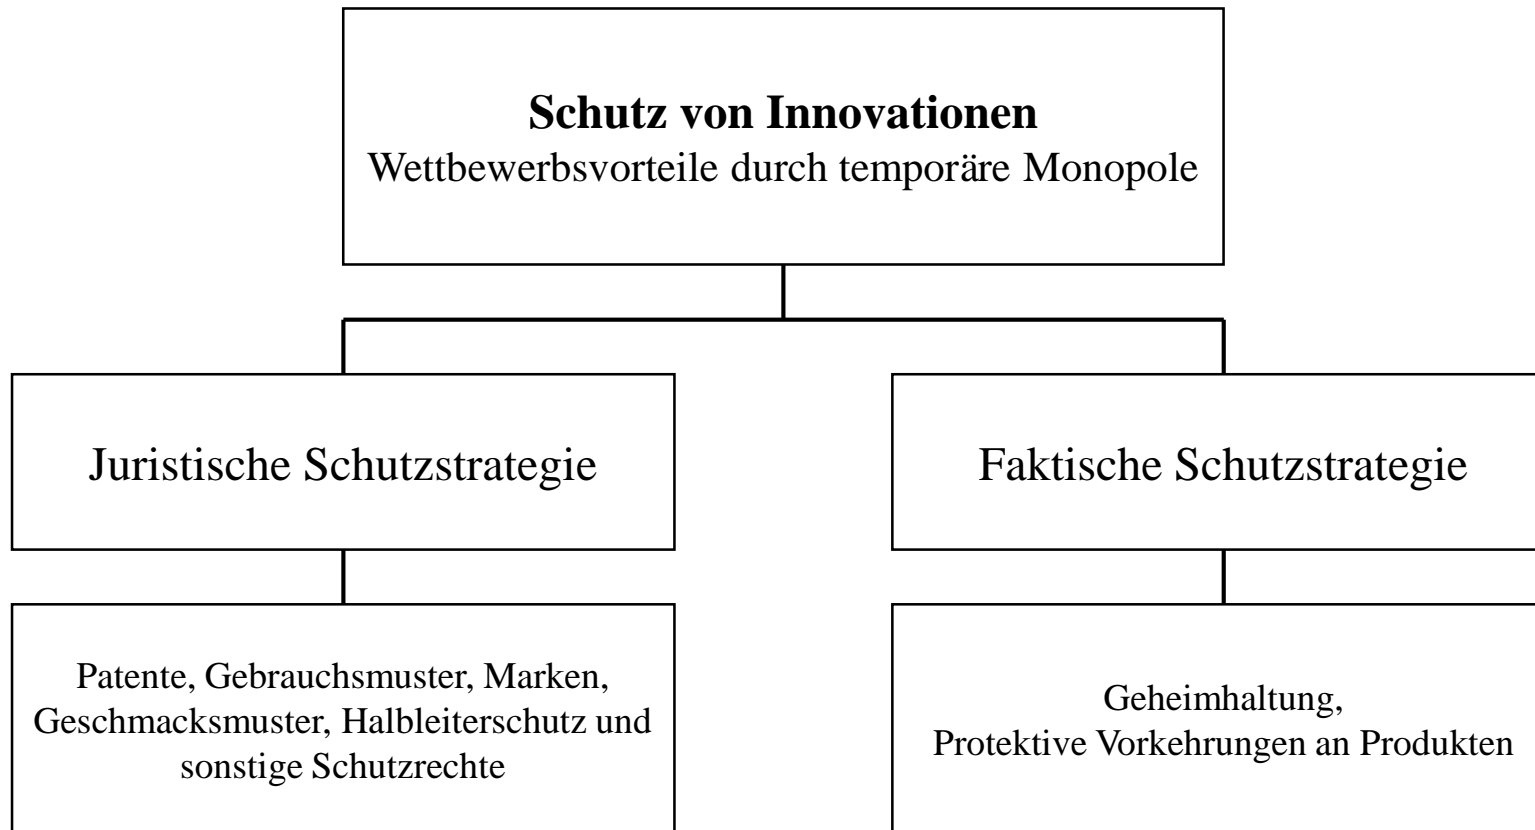 Schutz von Innovationen
Wettbewerbsvorteile durch temporäre Monopole
Juristische Schutzstrategie
Faktische Schutzstrategie
Patente, Gebrauchsmuster, Marken,
Geschmacksmuster, Halbleiterschutz und
sonstige Schutzrechte
Geheimhaltung,
Protektive Vorkehrungen an Produkten